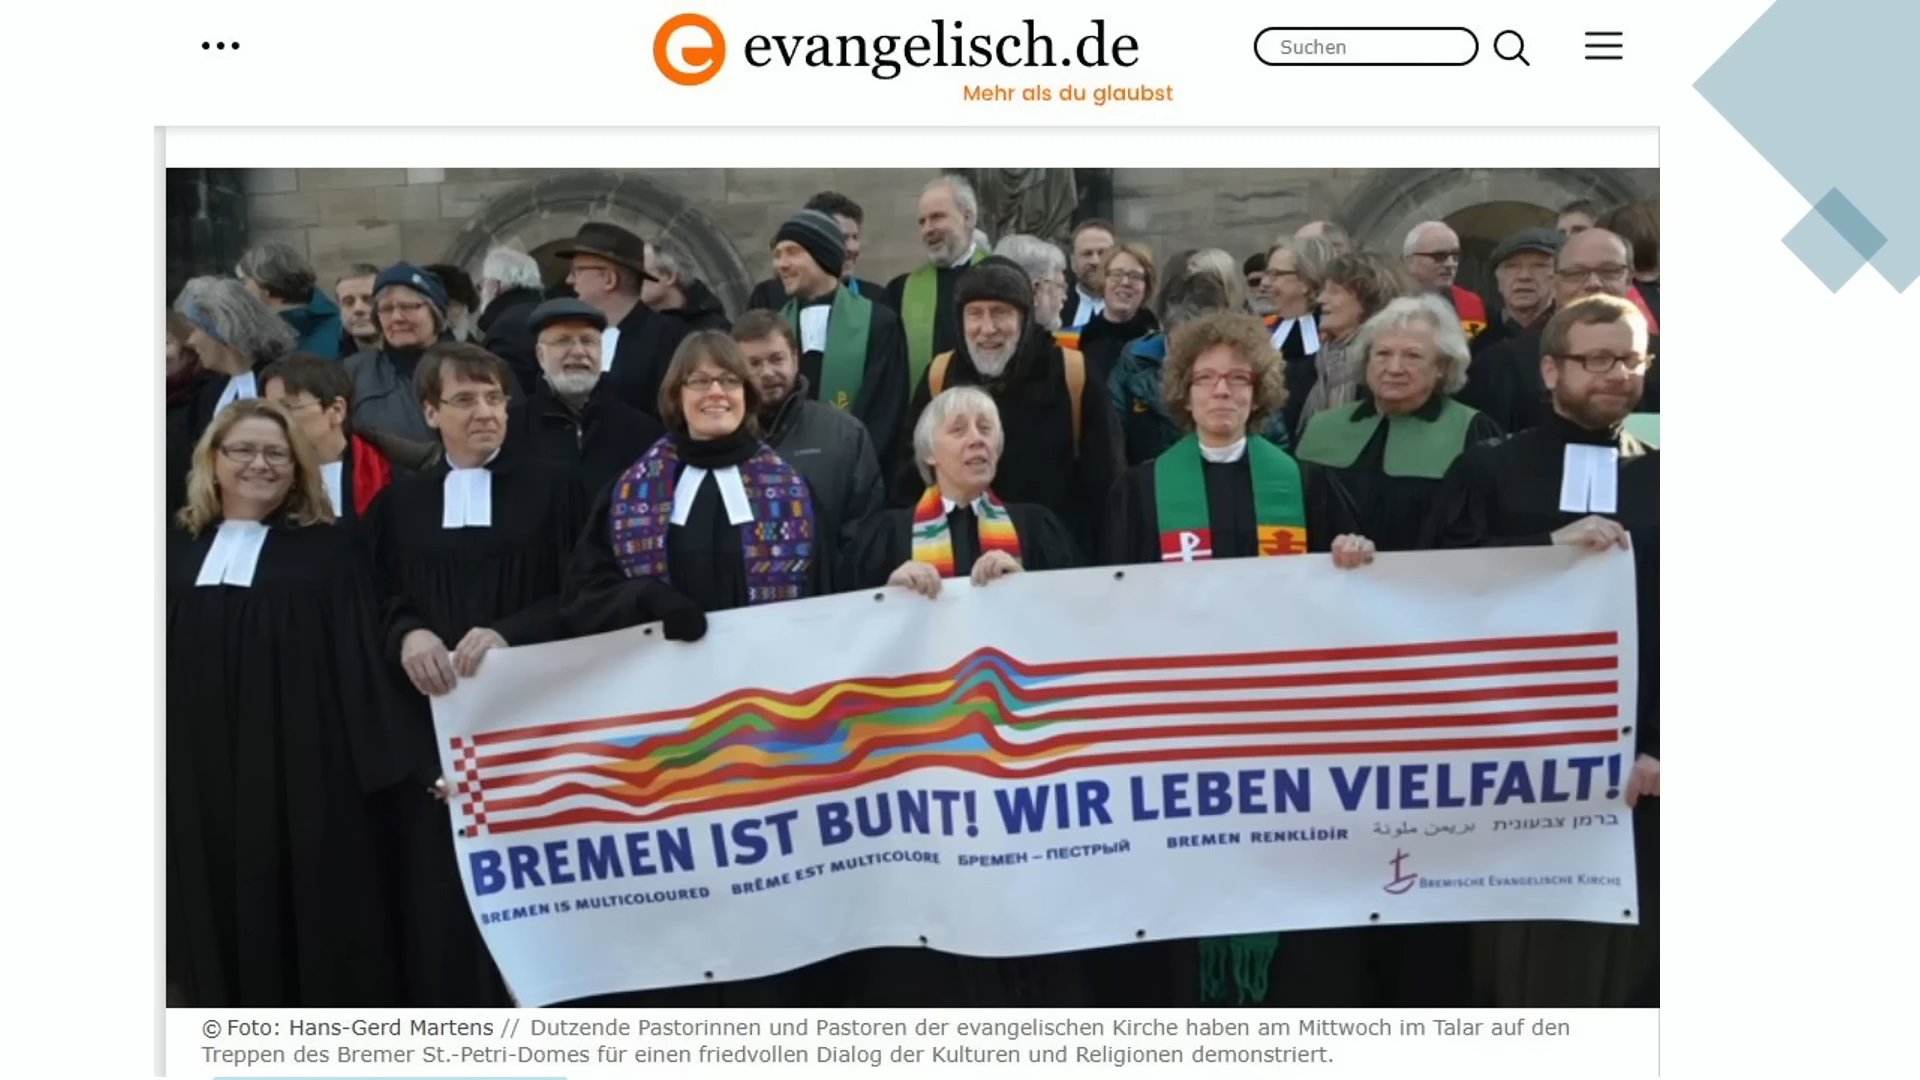 evangelisch.de
Suchen
Mehr als du glaubst
BREMEN IST BUNT! WIR LEBEN VIELFALT!
BREMEN IS MULTICOLOURED BRÊME EST MULTICOLORE БРЕМЕН – ПЕСТРЫЙ BREMEN RENKLİDİR بريمن ملونة ברמן צבעונית
BREMISCHE EVANGELISCHE KIRCHE
© Foto: Hans-Gerd Martens // Dutzende Pastorinnen und Pastoren der evangelischen Kirche haben am Mittwoch im Talar auf den
Treppen des Bremer St.-Petri-Domes für einen friedvollen Dialog der Kulturen und Religionen demonstriert.